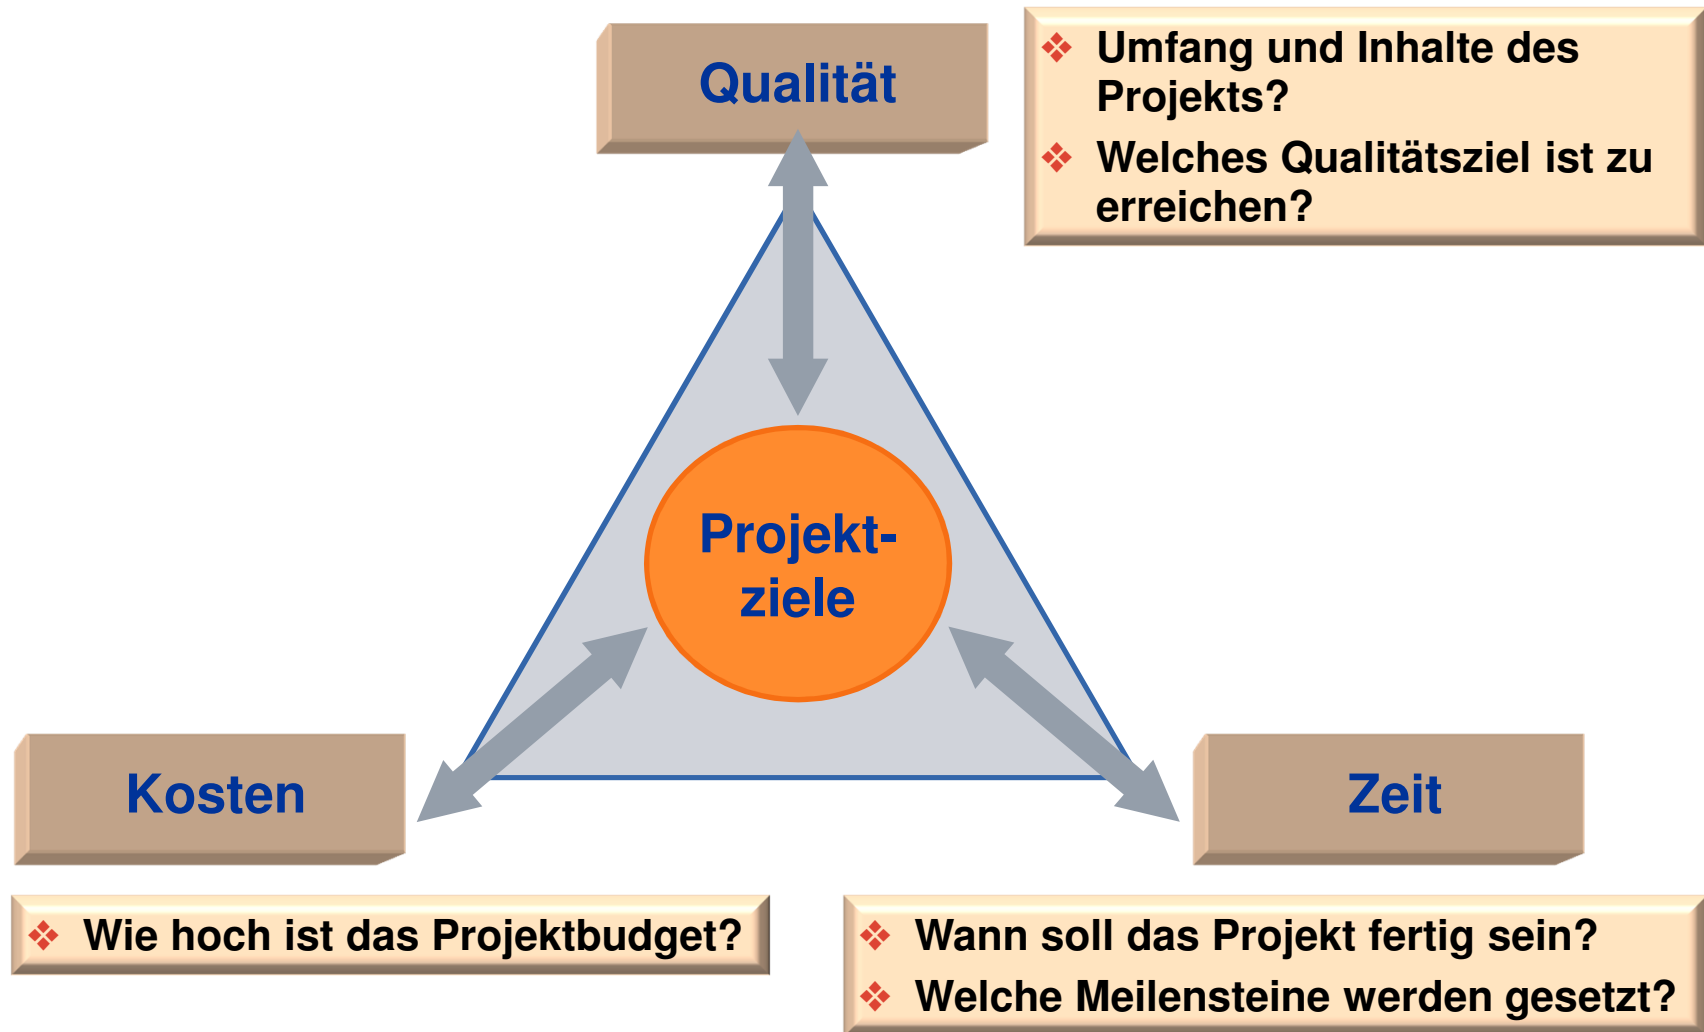 Qualität
Umfang und Inhalte des
Projekts?
Welches Qualitätsziel ist zu
erreichen?
Projekt-
ziele
Kosten
Zeit
Wie hoch ist das Projektbudget?
Wann soll das Projekt fertig sein?
Welche Meilensteine werden gesetzt?